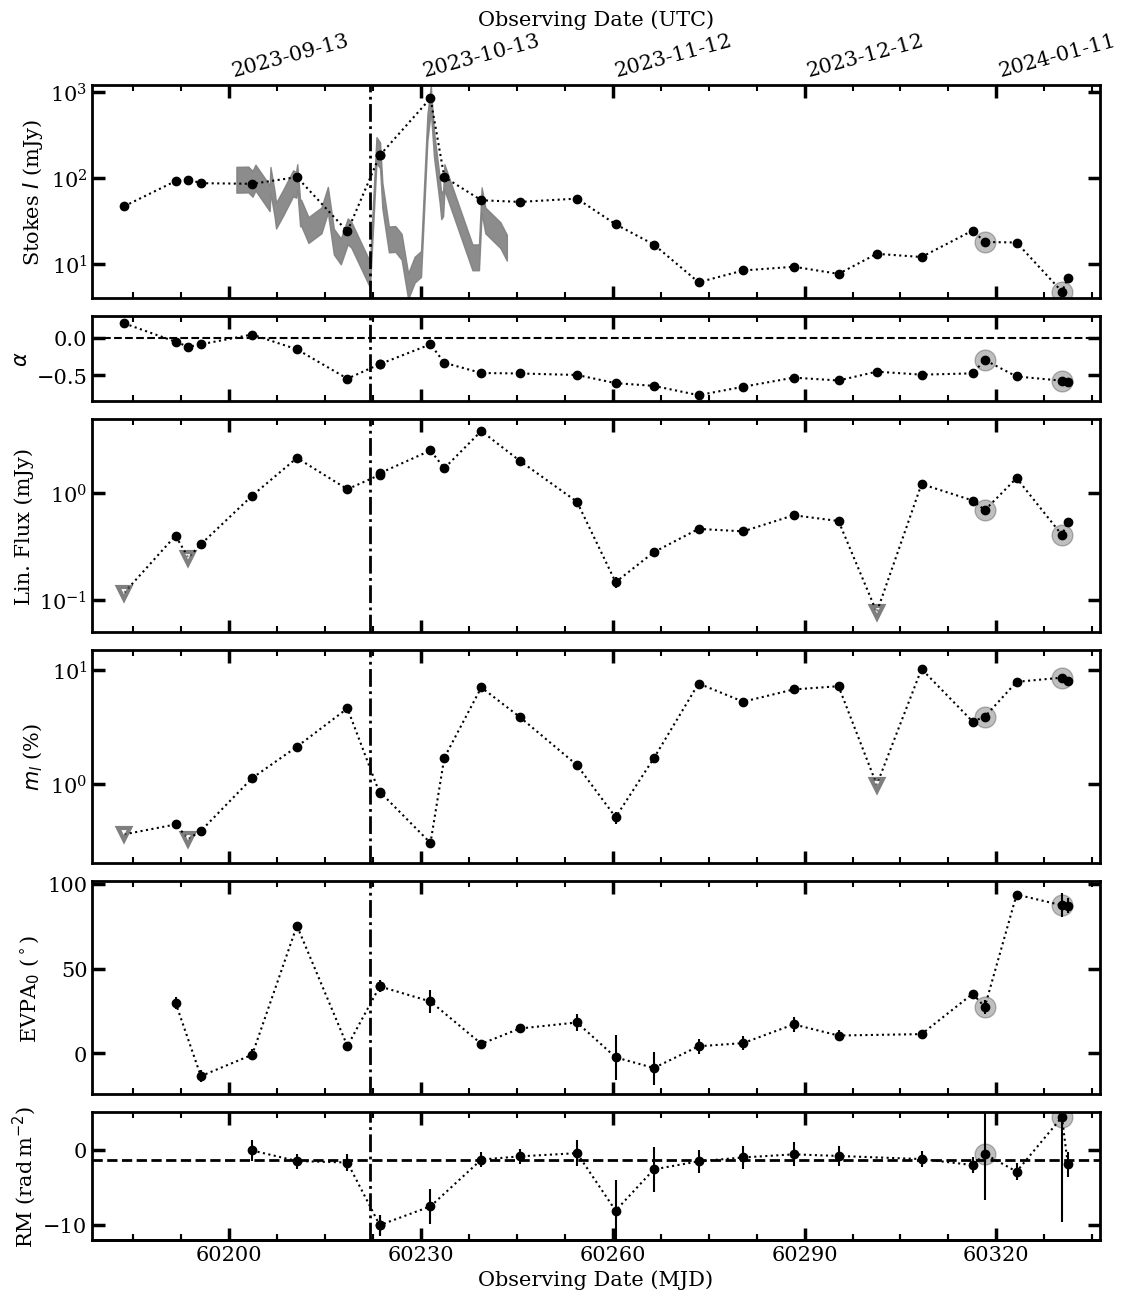 Observing Date (UTC)
2023-09-13 2023-10-13 2023-11-12 2023-12-12 2024-01-11
Stokes I (mJy)
10³
10²
10¹
α
0.0
−0.5
Lin. Flux (mJy)
10⁰
10⁻¹
mₗ (%)
10¹
10⁰
EVPA₀ (°)
100
50
0
RM (rad m⁻²)
0
−10
60200 60230 60260 60290 60320
Observing Date (MJD)